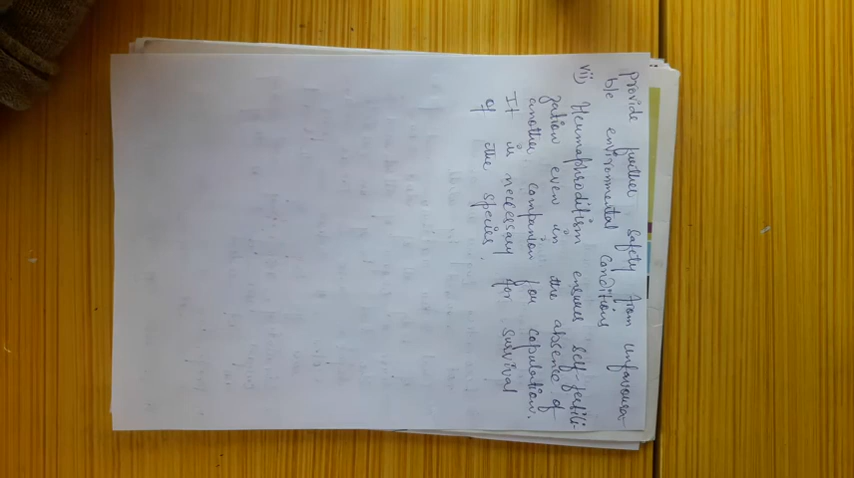 provide further safety from unfavoura-
ble environmental conditions
vii) Hermaphroditism ensures self-fertili-
zation even in the absence of
another companion for copulation.
It is necessary for survival
of the species.